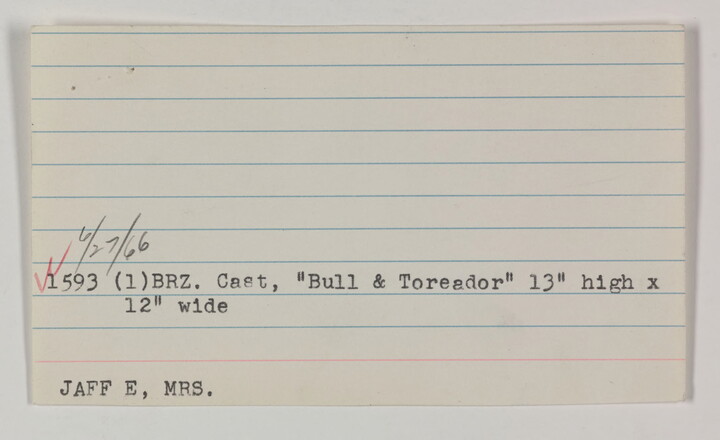 6/27/66
1593 (1)BRZ. Cast, "Bull & Toreador" 13" high x
12" wide
JAFF E, MRS.